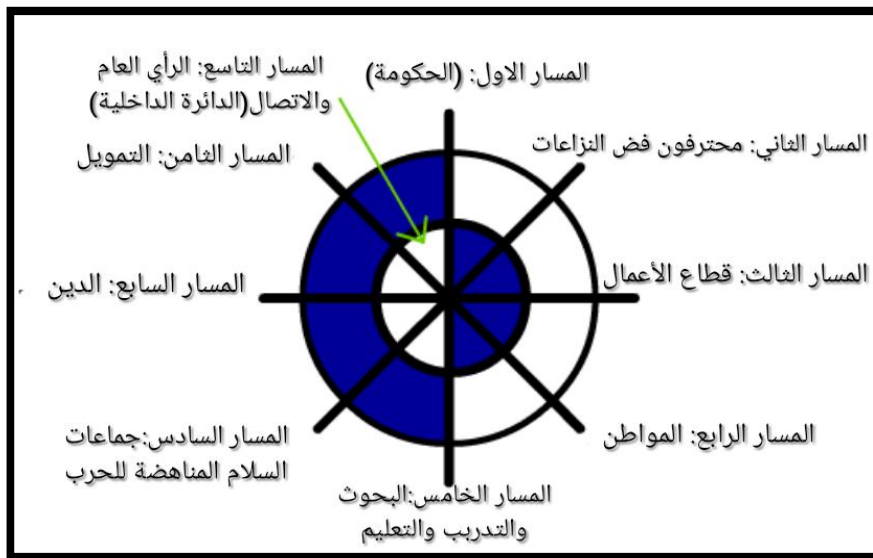 المسار الاول: (الحكومة)
المسار الثاني: محترفون فض النزاعات
المسار الثالث: قطاع الأعمال
المسار الرابع: المواطن
المسار الخامس:البحوث
والتدريب والتعليم
المسار السادس:جماعات
السلام المناهضة للحرب
المسار السابع: الدين
المسار الثامن: التمويل
المسار التاسع: الرأي العام
والاتصال(الدائرة الداخلية)